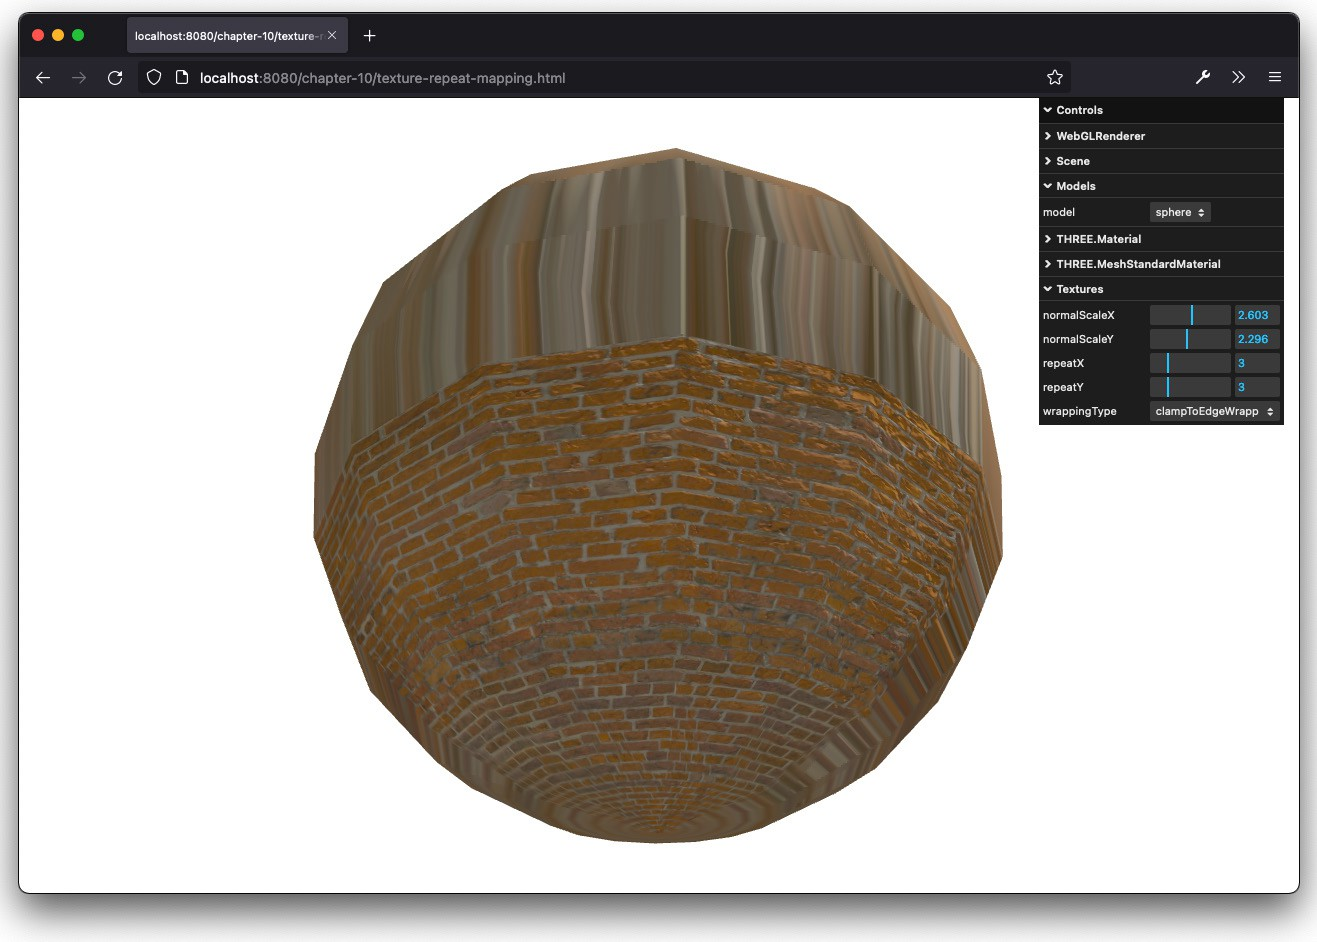 localhost:8080/chapter-10/texture-r
localhost:8080/chapter-10/texture-repeat-mapping.html
Controls
WebGLRenderer
Scene
Models
model sphere
THREE.Material
THREE.MeshStandardMaterial
Textures
normalScaleX 2.603
normalScaleY 2.296
repeatX 3
repeatY 3
wrappingType clampToEdgeWrapp